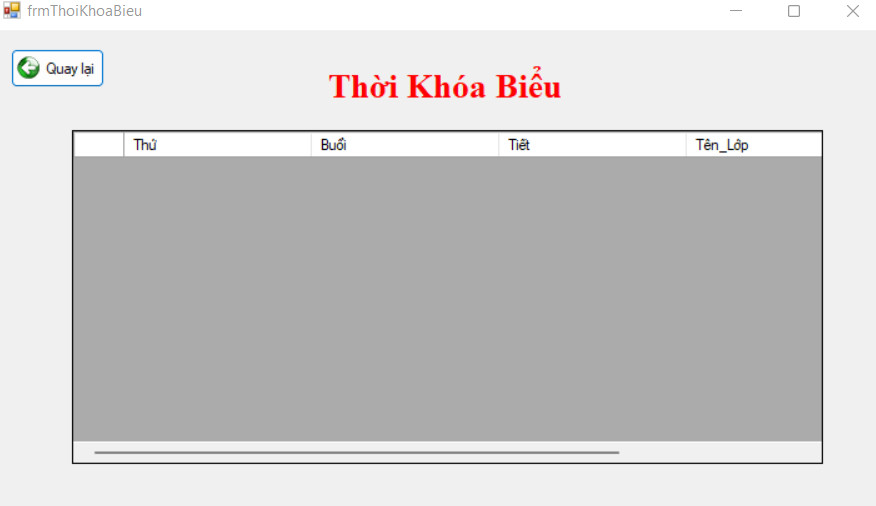 frmThoiKhoaBieu
Quay lại
Thời Khóa Biểu
Thứ Buổi Tiết Tên_Lớp